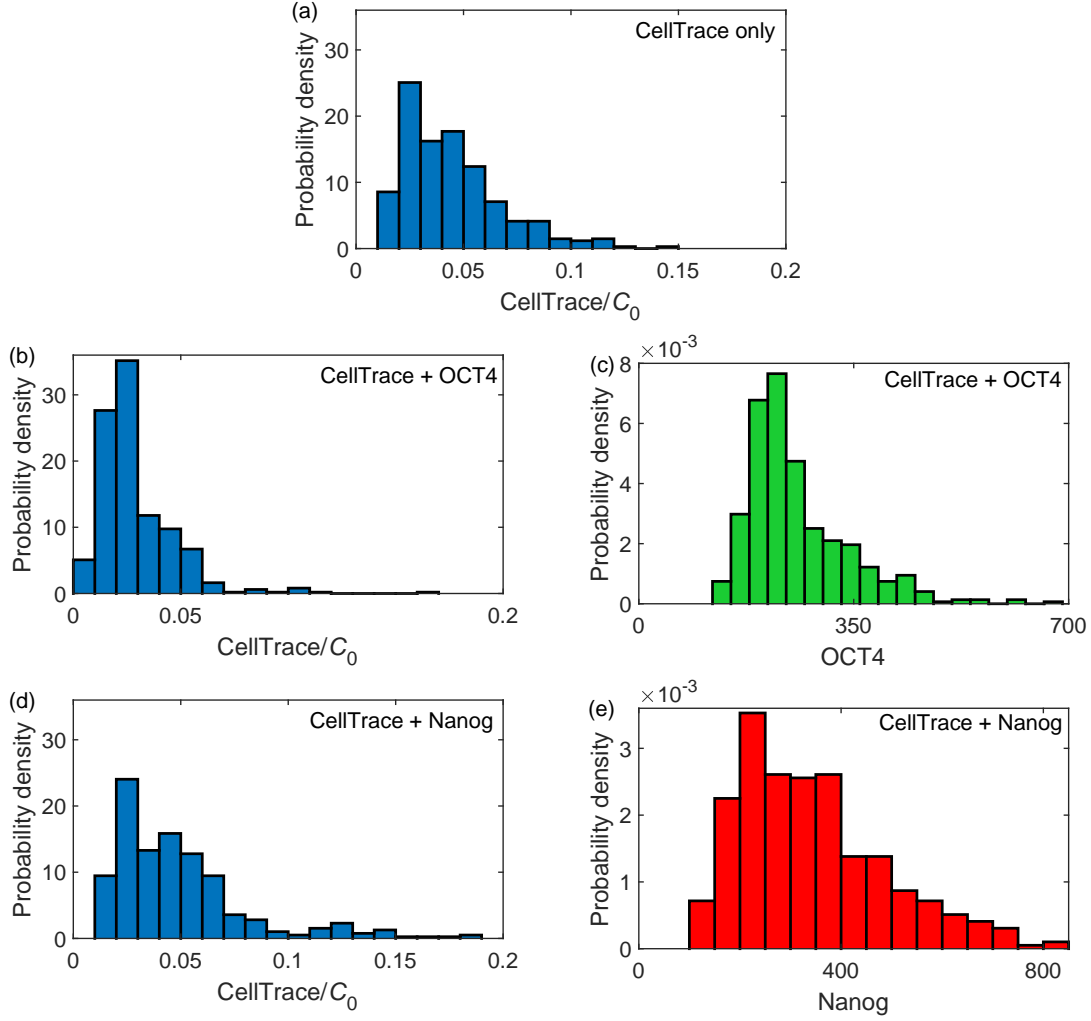 (a)
CellTrace only
Probability density
30
20
10
0
0
0.05
0.1
0.15
0.2
CellTrace/C0
(b)
CellTrace + OCT4
Probability density
30
20
10
0
0
0.05
0.2
CellTrace/C0
(c)
×10-3
CellTrace + OCT4
Probability density
8
6
4
2
0
0
350
700
OCT4
(d)
CellTrace + Nanog
Probability density
30
20
10
0
0
0.05
0.1
0.15
0.2
CellTrace/C0
(e)
×10-3
CellTrace + Nanog
Probability density
3
2
1
0
0
400
800
Nanog